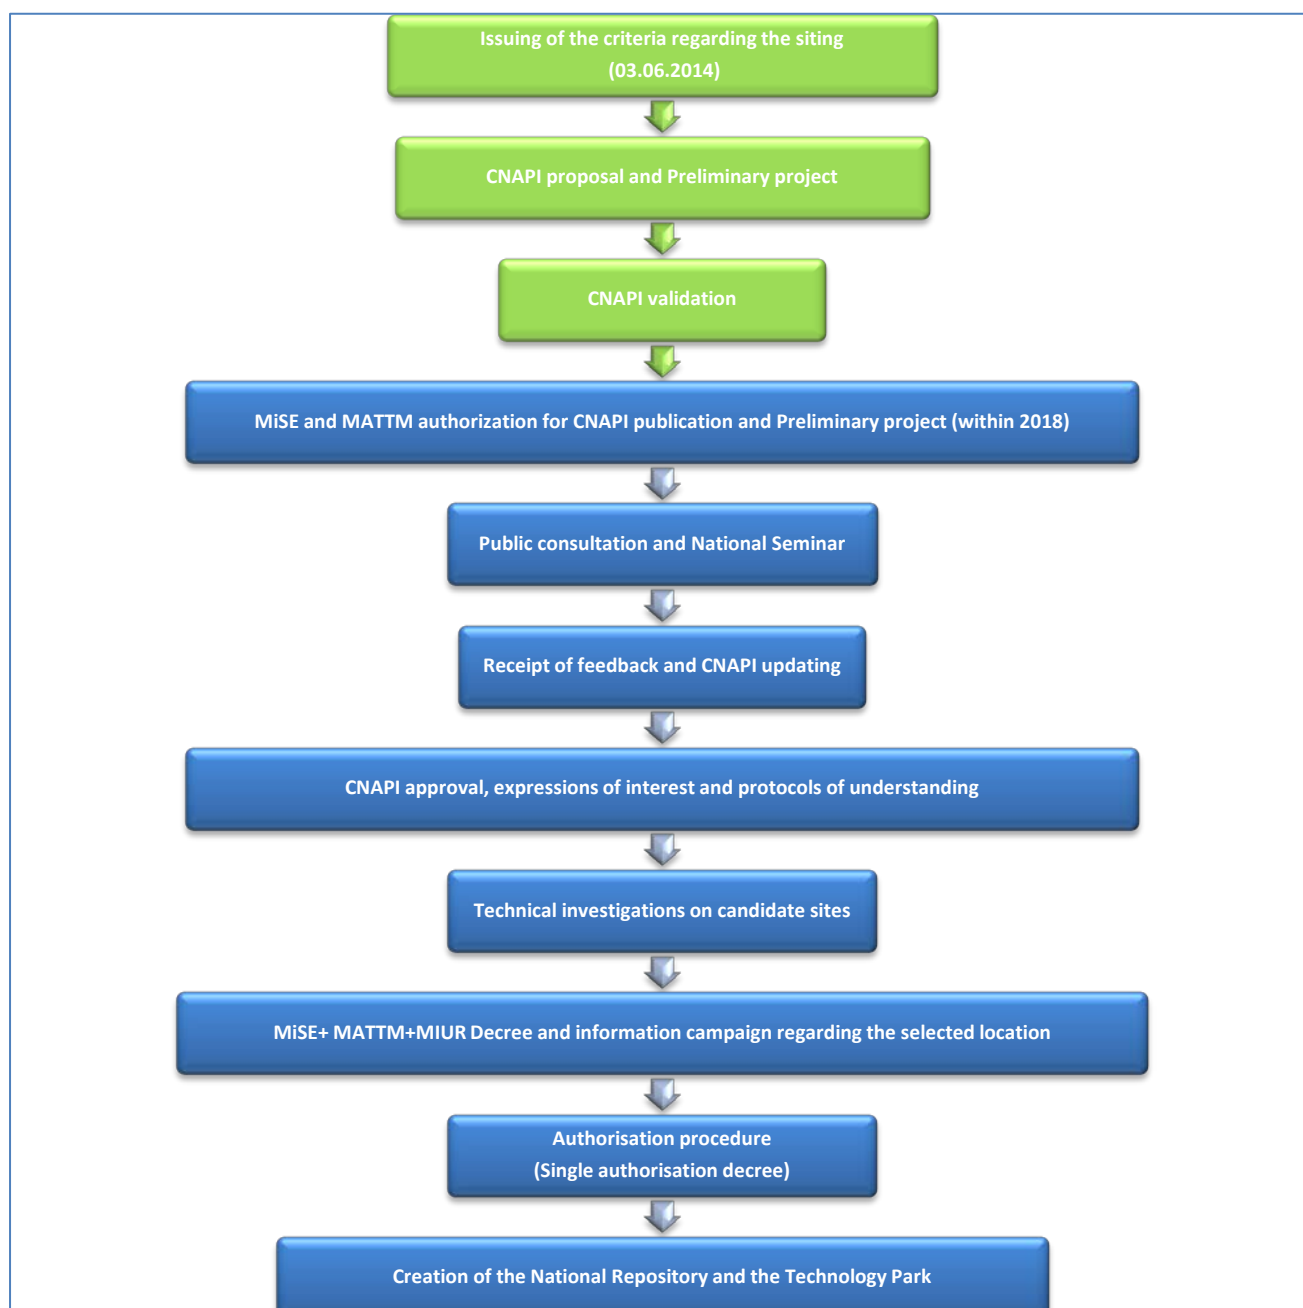 Issuing of the criteria regarding the siting
(03.06.2014)
CNAPI proposal and Preliminary project
CNAPI validation
MiSE and MATTM authorization for CNAPI publication and Preliminary project (within 2018)
Public consultation and National Seminar
Receipt of feedback and CNAPI updating
CNAPI approval, expressions of interest and protocols of understanding
Technical investigations on candidate sites
MiSE+ MATTM+MIUR Decree and information campaign regarding the selected location
Authorisation procedure
(Single authorisation decree)
Creation of the National Repository and the Technology Park